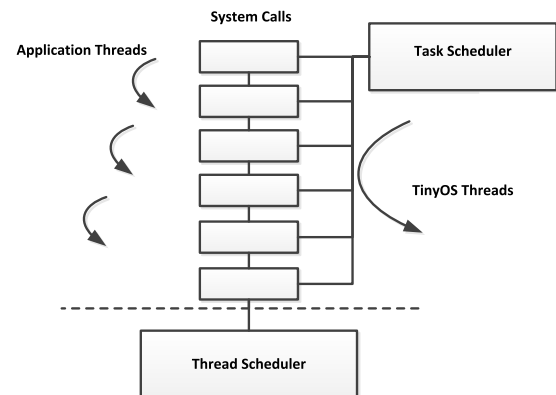 System Calls
Application Threads
Task Scheduler
TinyOS Threads
Thread Scheduler